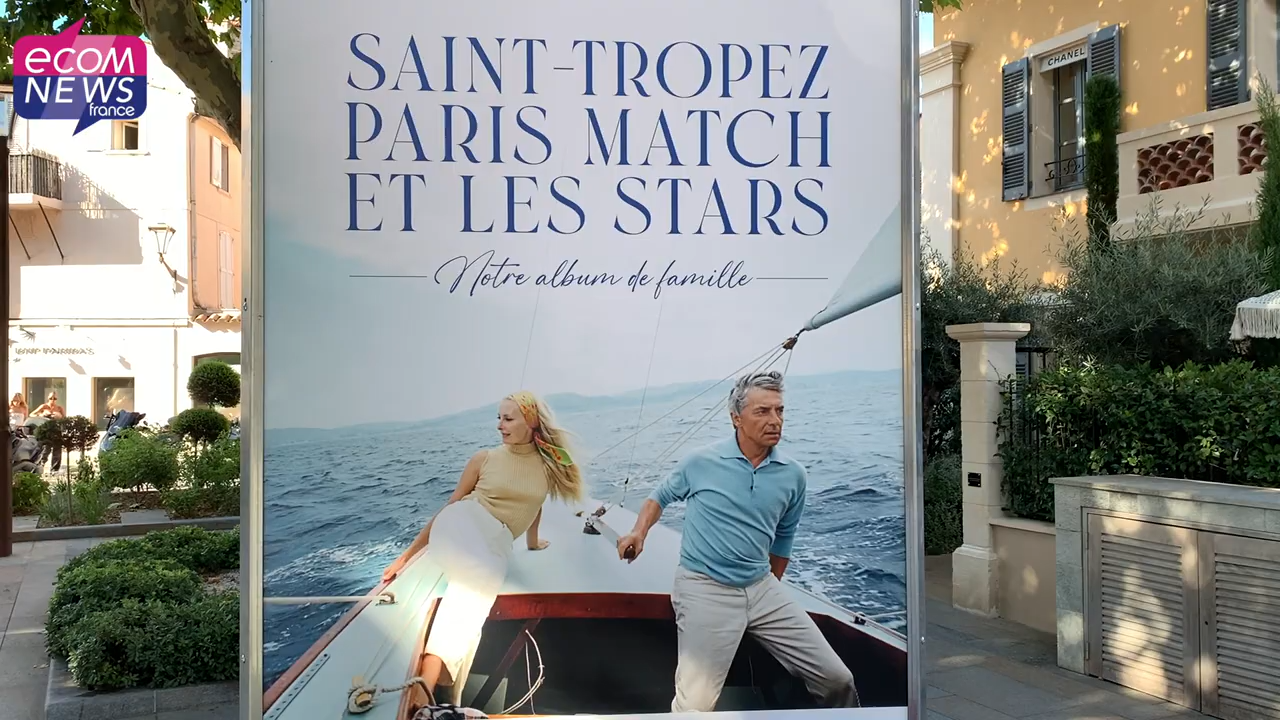 ecom
NEWS
france
SAINT-TROPEZ
PARIS MATCH
ET LES STARS
Notre album de famille
CHANEL